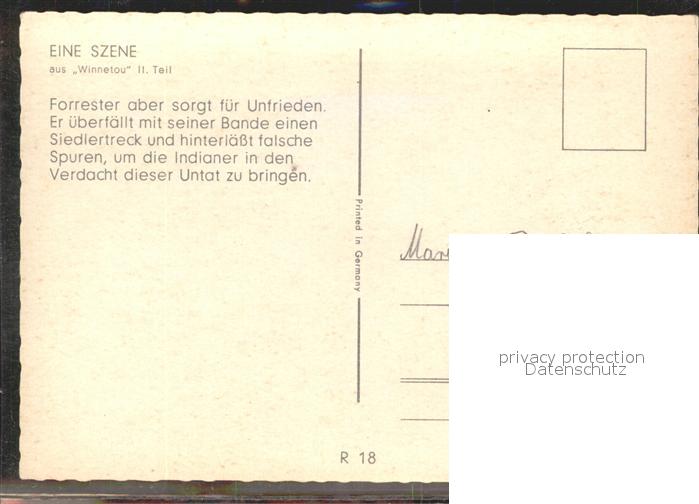 EINE SZENE
aus „Winnetou" II. Teil
Forrester aber sorgt für Unfrieden.
Er überfällt mit seiner Bande einen
Siedlertreck und hinterläßt falsche
Spuren, um die Indianer in den
Verdacht dieser Untat zu bringen.
Printed in Germany
privacy protection
Datenschutz
R 18